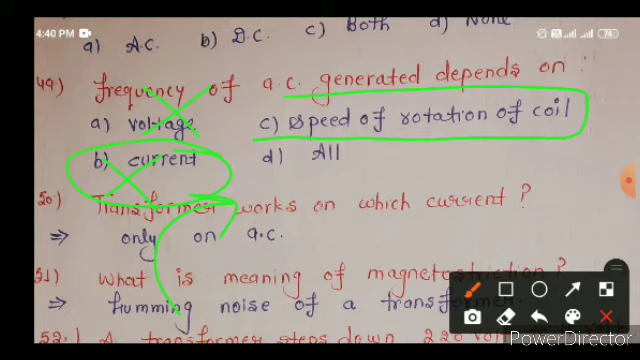 4:40 PM 76
a) A.C. b) D.C. c) Both d) None
49.) frequency of a.c. generated depends on :
a) voltage c) speed of rotation of coil
b) current d) All
50.) Transformer works on which current ?
⇒ only on a.c.
51) What is meaning of magnetostriction ?
⇒ humming noise of a transformer.
52.) A transformer steps down 220 volt
PowerDirector